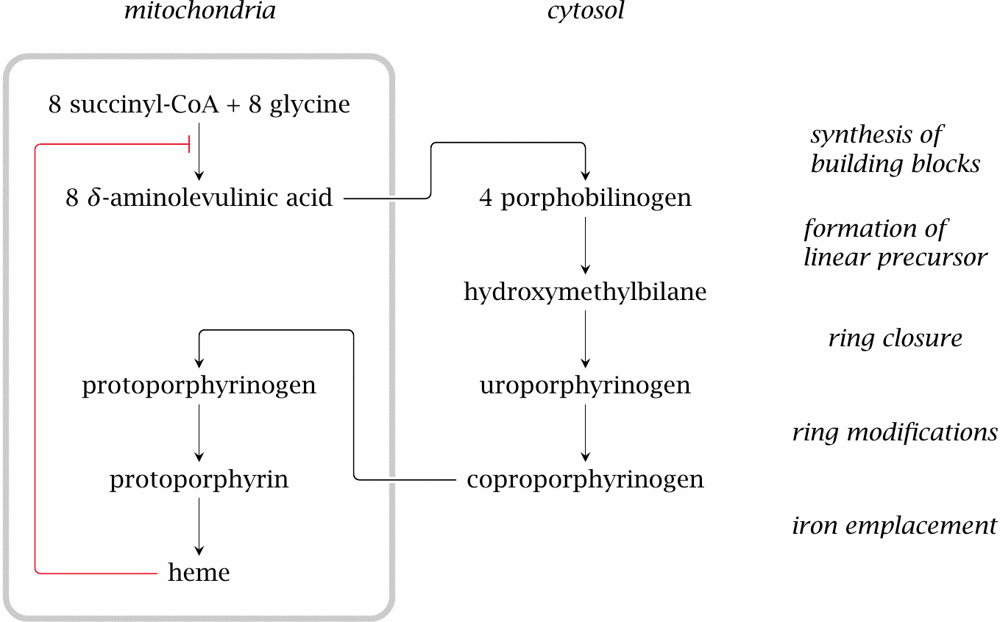 mitochondria
cytosol
8 succinyl-CoA + 8 glycine
synthesis of
building blocks
8 δ-aminolevulinic acid
4 porphobilinogen
formation of
linear precursor
hydroxymethylbilane
ring closure
protoporphyrinogen
uroporphyrinogen
ring modifications
protoporphyrin
coproporphyrinogen
iron emplacement
heme